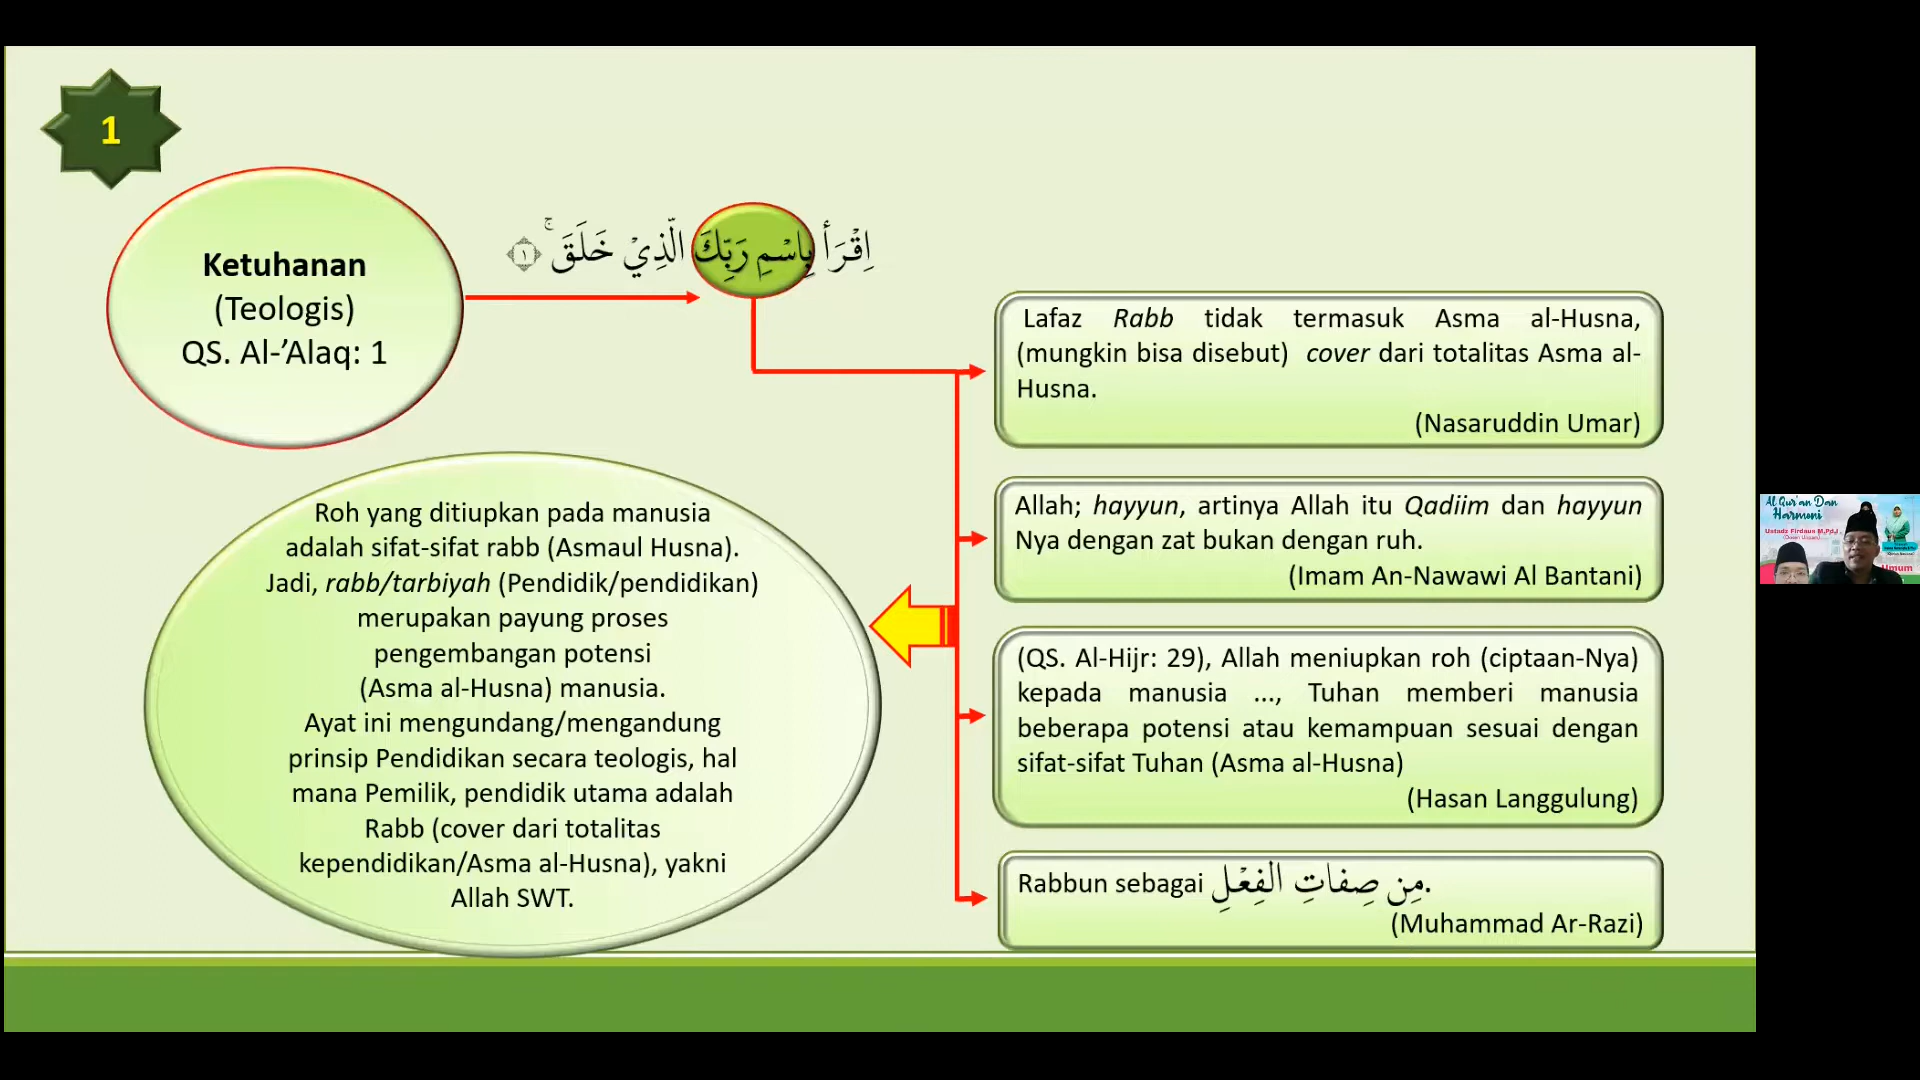 1
Ketuhanan
(Teologis)
QS. Al-’Alaq: 1
اِقْرَأْ بِاسْمِ رَبِّكَ الَّذِيْ خَلَقَۚ ١
Lafaz Rabb tidak termasuk Asma al-Husna,
(mungkin bisa disebut) cover dari totalitas Asma al-
Husna.
(Nasaruddin Umar)
Allah; hayyun, artinya Allah itu Qadiim dan hayyun
Nya dengan zat bukan dengan ruh.
(Imam An-Nawawi Al Bantani)
(QS. Al-Hijr: 29), Allah meniupkan roh (ciptaan-Nya)
kepada manusia ..., Tuhan memberi manusia
beberapa potensi atau kemampuan sesuai dengan
sifat-sifat Tuhan (Asma al-Husna)
(Hasan Langgulung)
Rabbun sebagai مِن صِفاتِ الفِعْلِ.
(Muhammad Ar-Razi)
Roh yang ditiupkan pada manusia
adalah sifat-sifat rabb (Asmaul Husna).
Jadi, rabb/tarbiyah (Pendidik/pendidikan)
merupakan payung proses
pengembangan potensi
(Asma al-Husna) manusia.
Ayat ini mengundang/mengandung
prinsip Pendidikan secara teologis, hal
mana Pemilik, pendidik utama adalah
Rabb (cover dari totalitas
kependidikan/Asma al-Husna), yakni
Allah SWT.
Al Qur'an Dan
Harmoni
Ustadz Firdaus M.Pd.I
Umum